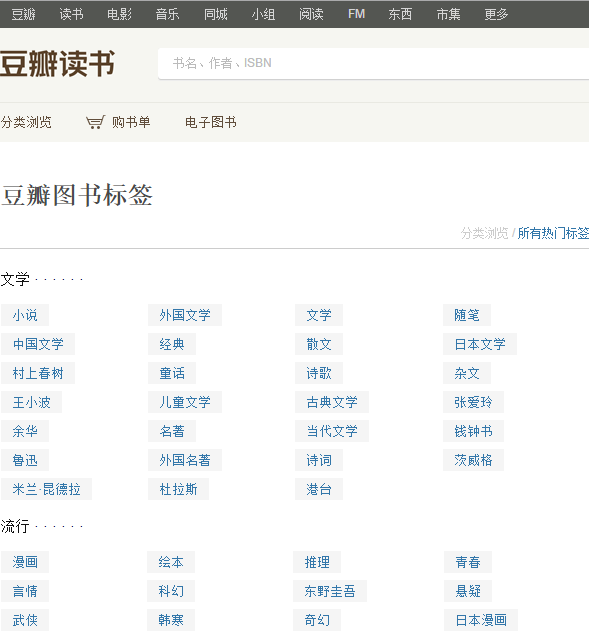 豆瓣 读书 电影 音乐 同城 小组 阅读 FM 东西 市集 更多
豆瓣读书 书名、作者、ISBN
分类浏览 购书单 电子图书
豆瓣图书标签
分类浏览 / 所有热门标签
文学 · · · · · ·
小说 外国文学 文学 随笔
中国文学 经典 散文 日本文学
村上春树 童话 诗歌 杂文
王小波 儿童文学 古典文学 张爱玲
余华 名著 当代文学 钱钟书
鲁迅 外国名著 诗词 茨威格
米兰·昆德拉 杜拉斯 港台
流行 · · · · · ·
漫画 绘本 推理 青春
言情 科幻 东野圭吾 悬疑
武侠 韩寒 奇幻 日本漫画